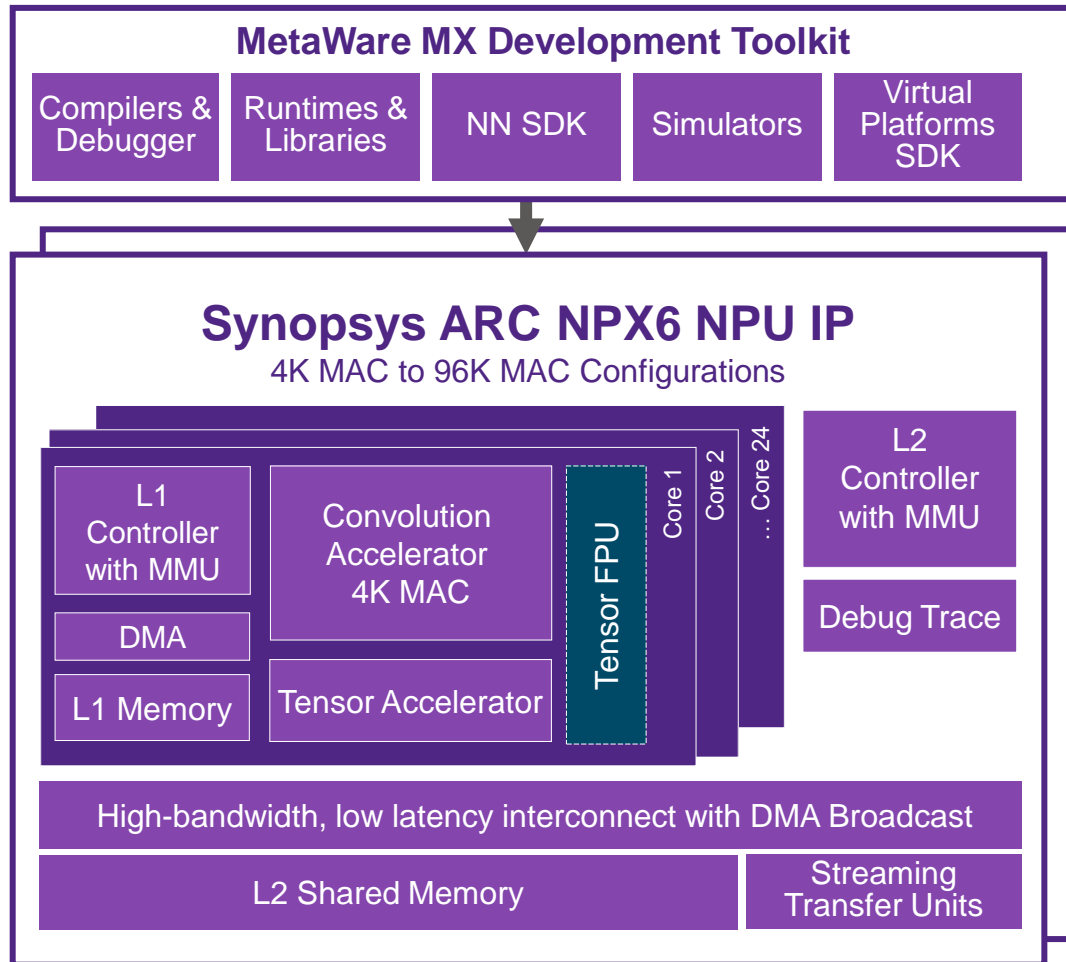 MetaWare MX Development Toolkit
Compilers &
Debugger
Runtimes &
Libraries
NN SDK
Simulators
Virtual
Platforms
SDK
Synopsys ARC NPX6 NPU IP
4K MAC to 96K MAC Configurations
L1
Controller
with MMU
DMA
L1 Memory
Convolution
Accelerator
4K MAC
Tensor Accelerator
Tensor FPU
Core 1
Core 2
... Core 24
L2
Controller
with MMU
Debug Trace
High-bandwidth, low latency interconnect with DMA Broadcast
L2 Shared Memory
Streaming
Transfer Units